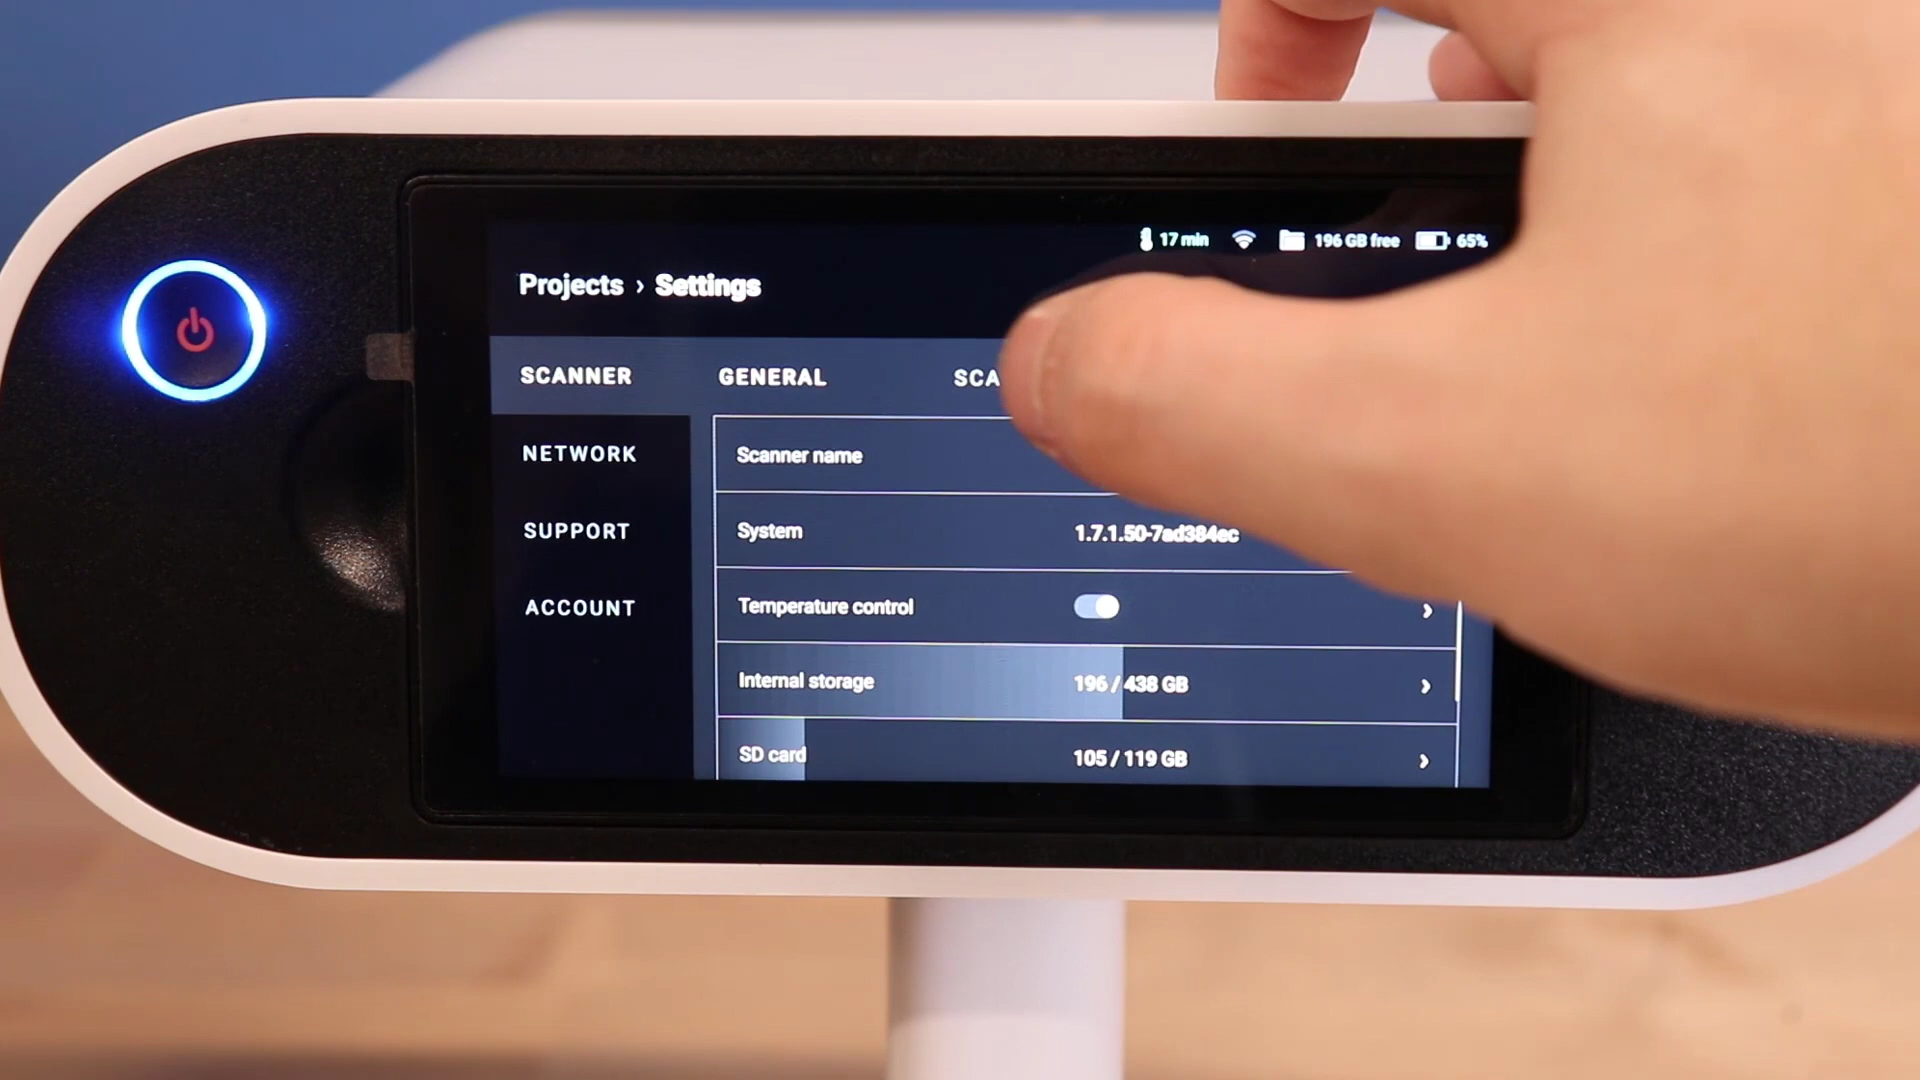 17 min 196 GB free 65%
Projects › Settings
SCANNER GENERAL
NETWORK Scanner name
SUPPORT System 1.7.1.50-7ad384ec
ACCOUNT Temperature control
Internal storage 196 / 438 GB
SD card 105 / 119 GB